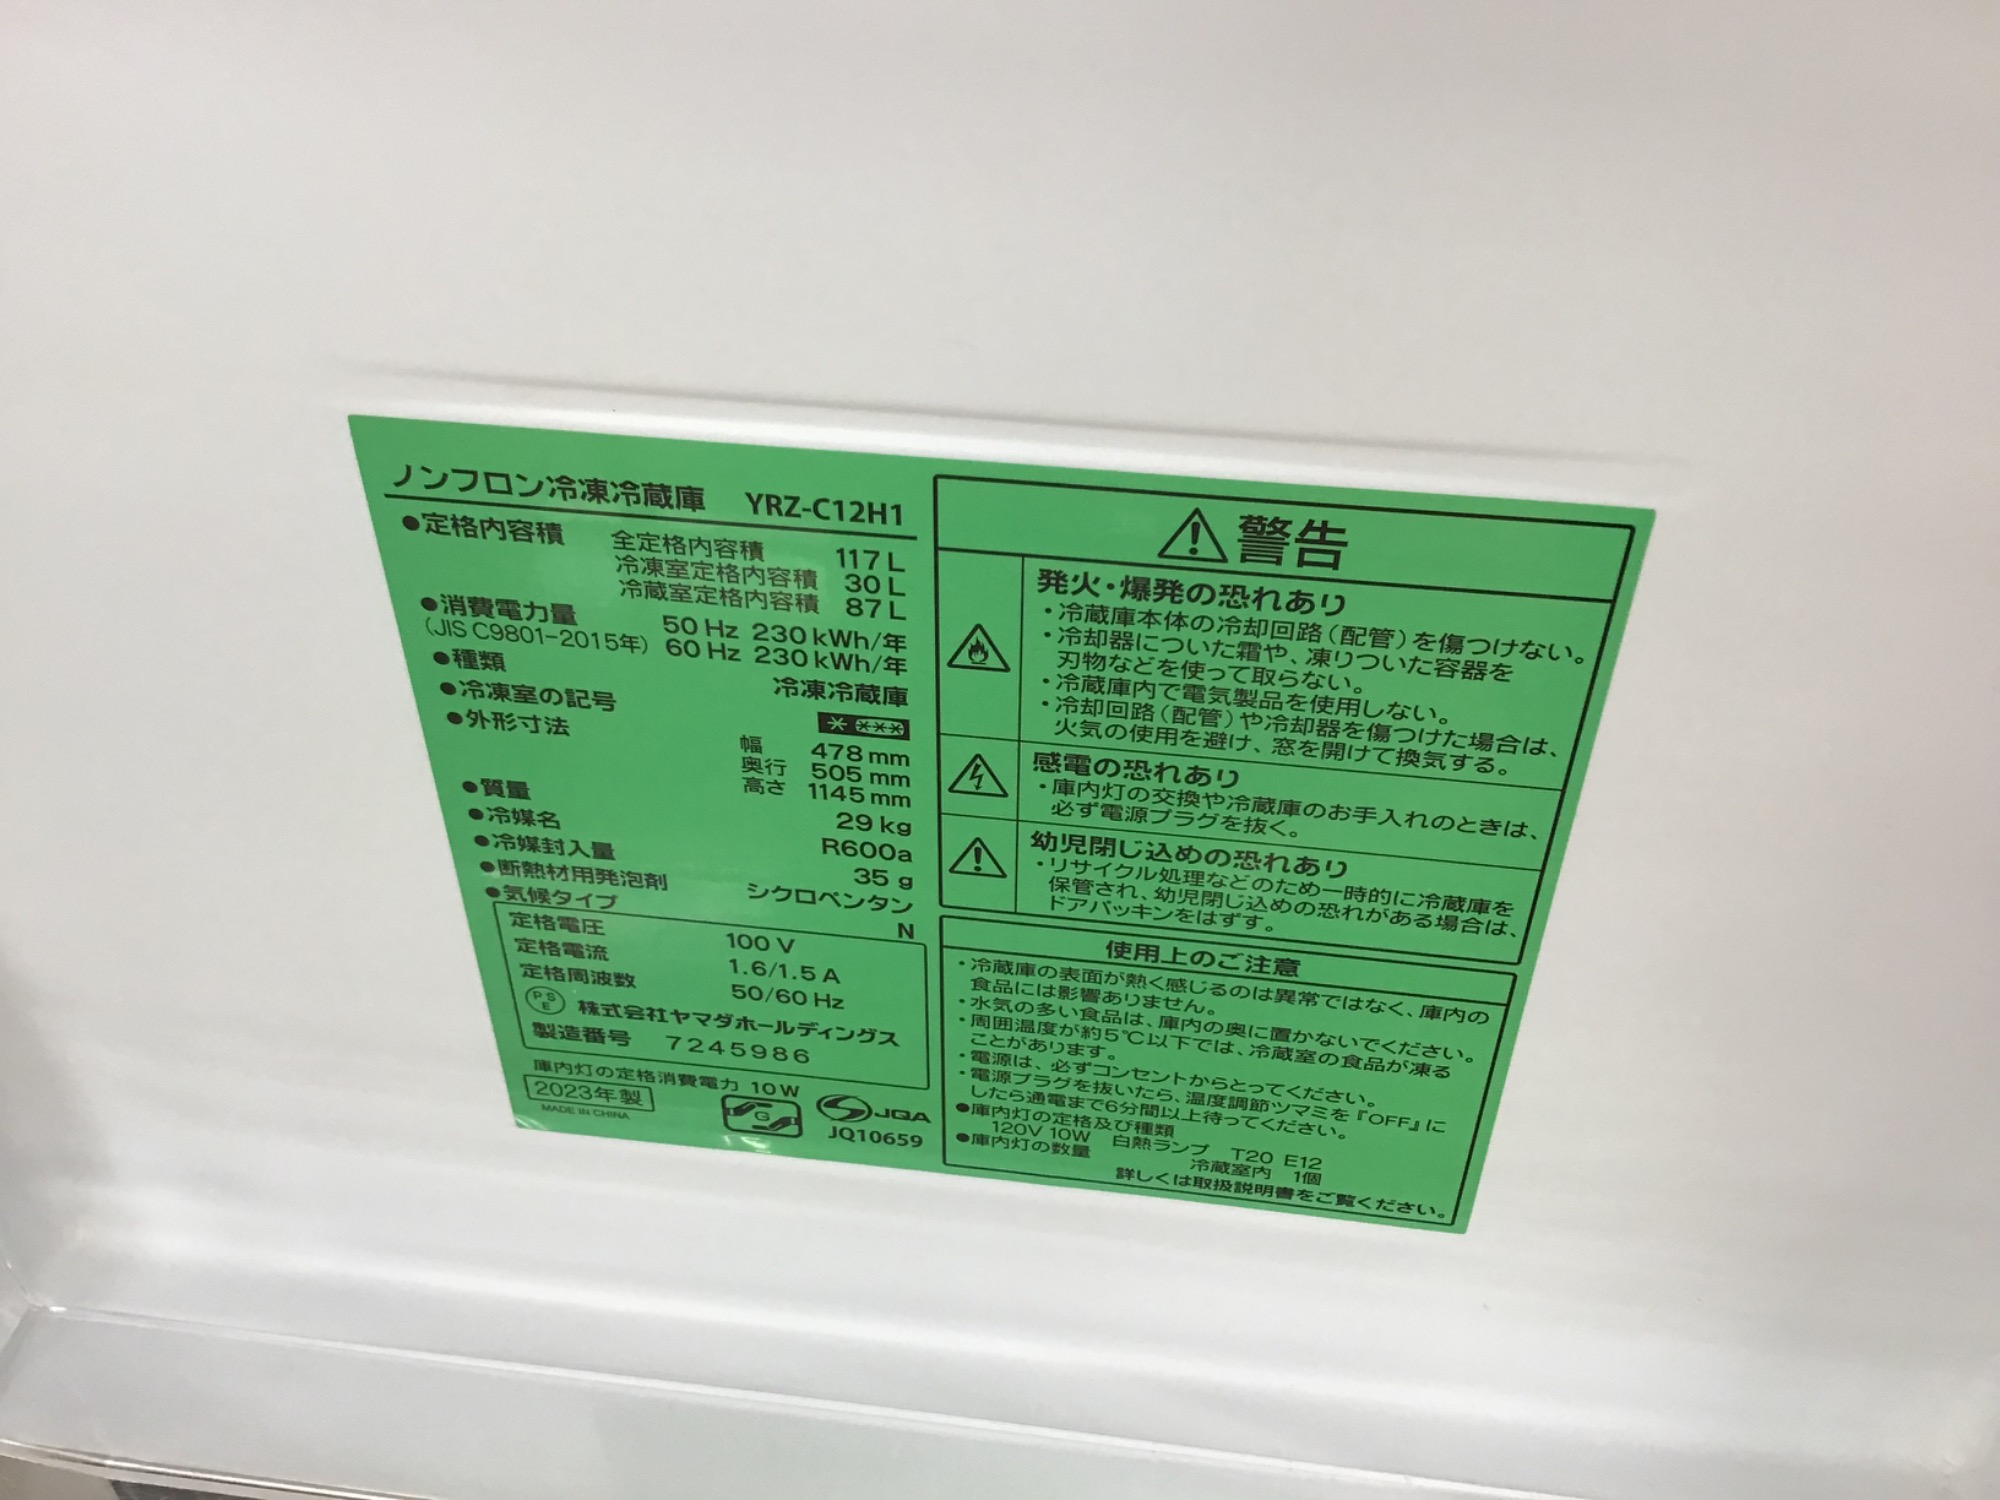 ノンフロン冷凍冷蔵庫 YRZ-C12H1
●定格内容積 全定格内容積 117 L
冷凍室定格内容積 30 L
冷蔵室定格内容積 87 L
●消費電力量 50 Hz 230 kWh/年
(JIS C9801-2015年) 60 Hz 230 kWh/年
●種類 冷凍冷蔵庫
●冷凍室の記号 * ***
●外形寸法 幅 478 mm
奥行 505 mm
高さ 1145 mm
●質量 29 kg
●冷媒名 R600a
●冷媒封入量 35 g
●断熱材用発泡剤 シクロペンタン
●気候タイプ N
定格電圧 100 V
定格電流 1.6/1.5 A
定格周波数 50/60 Hz
PSE 株式会社ヤマダホールディングス
製造番号 7245986
庫内灯の定格消費電力 10W
2023年製
MADE IN CHINA
G
JQA
JQ10659
警告
発火・爆発の恐れあり
・冷蔵庫本体の冷却回路(配管)を傷つけない。
・冷却器についた霜や、凍りついた容器を
刃物などを使って取らない。
・冷蔵庫内で電気製品を使用しない。
・冷却回路(配管)や冷却器を傷つけた場合は、
火気の使用を避け、窓を開けて換気する。
感電の恐れあり
・庫内灯の交換や冷蔵庫のお手入れのときは、
必ず電源プラグを抜く。
幼児閉じ込めの恐れあり
・リサイクル処理などのため一時的に冷蔵庫を
保管され、幼児閉じ込めの恐れがある場合は、
ドアパッキンをはずす。
使用上のご注意
・冷蔵庫の表面が熱く感じるのは異常ではなく、庫内の
食品には影響ありません。
・水気の多い食品は、庫内の奥に置かないでください。
・周囲温度が約5℃以下では、冷蔵室の食品が凍る
ことがあります。
・電源は、必ずコンセントからとってください。
・電源プラグを抜いたら、温度調節ツマミを『OFF』に
したら通電まで6分間以上待ってください。
●庫内灯の定格及び種類
120V 10W 白熱ランプ T20 E12
●庫内灯の数量 冷蔵室内 1個
詳しくは取扱説明書をご覧ください。